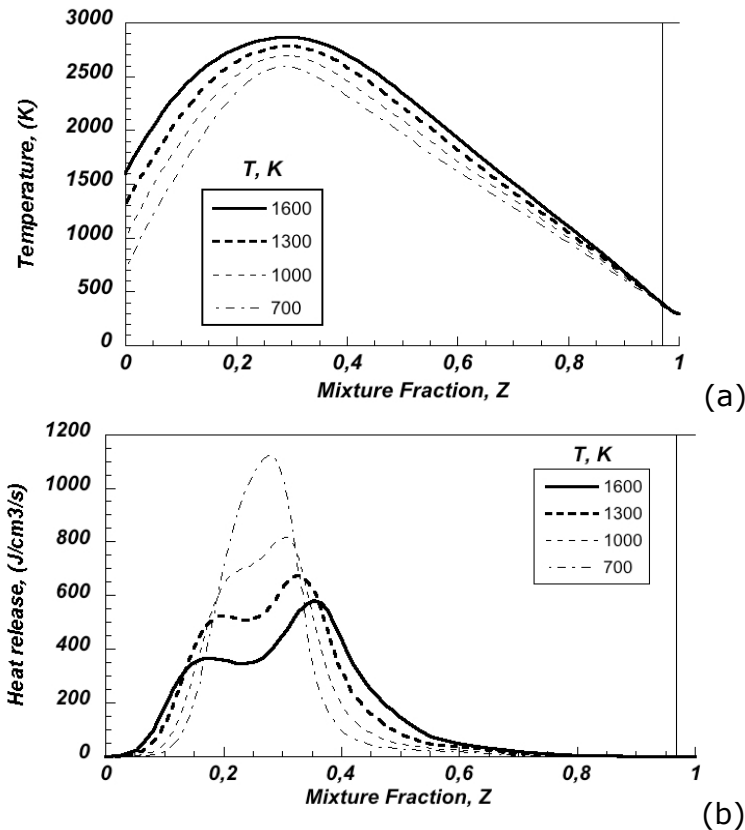 3000
2500
2000
1500
1000
500
0
Temperature, (K)
T, K
1600
1300
1000
700
0 0,2 0,4 0,6 0,8 1
Mixture Fraction, Z
(a)
1200
1000
800
600
400
200
0
Heat release, (J/cm3/s)
T, K
1600
1300
1000
700
0 0,2 0,4 0,6 0,8 1
Mixture Fraction, Z
(b)